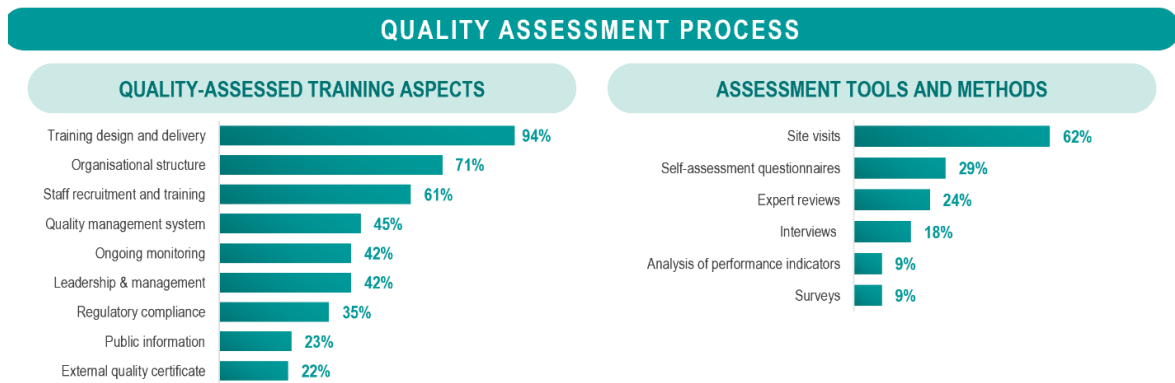 QUALITY ASSESSMENT PROCESS
QUALITY-ASSESSED TRAINING ASPECTS
Training design and delivery 94%
Organisational structure 71%
Staff recruitment and training 61%
Quality management system 45%
Ongoing monitoring 42%
Leadership & management 42%
Regulatory compliance 35%
Public information 23%
External quality certificate 22%
ASSESSMENT TOOLS AND METHODS
Site visits 62%
Self-assessment questionnaires 29%
Expert reviews 24%
Interviews 18%
Analysis of performance indicators 9%
Surveys 9%